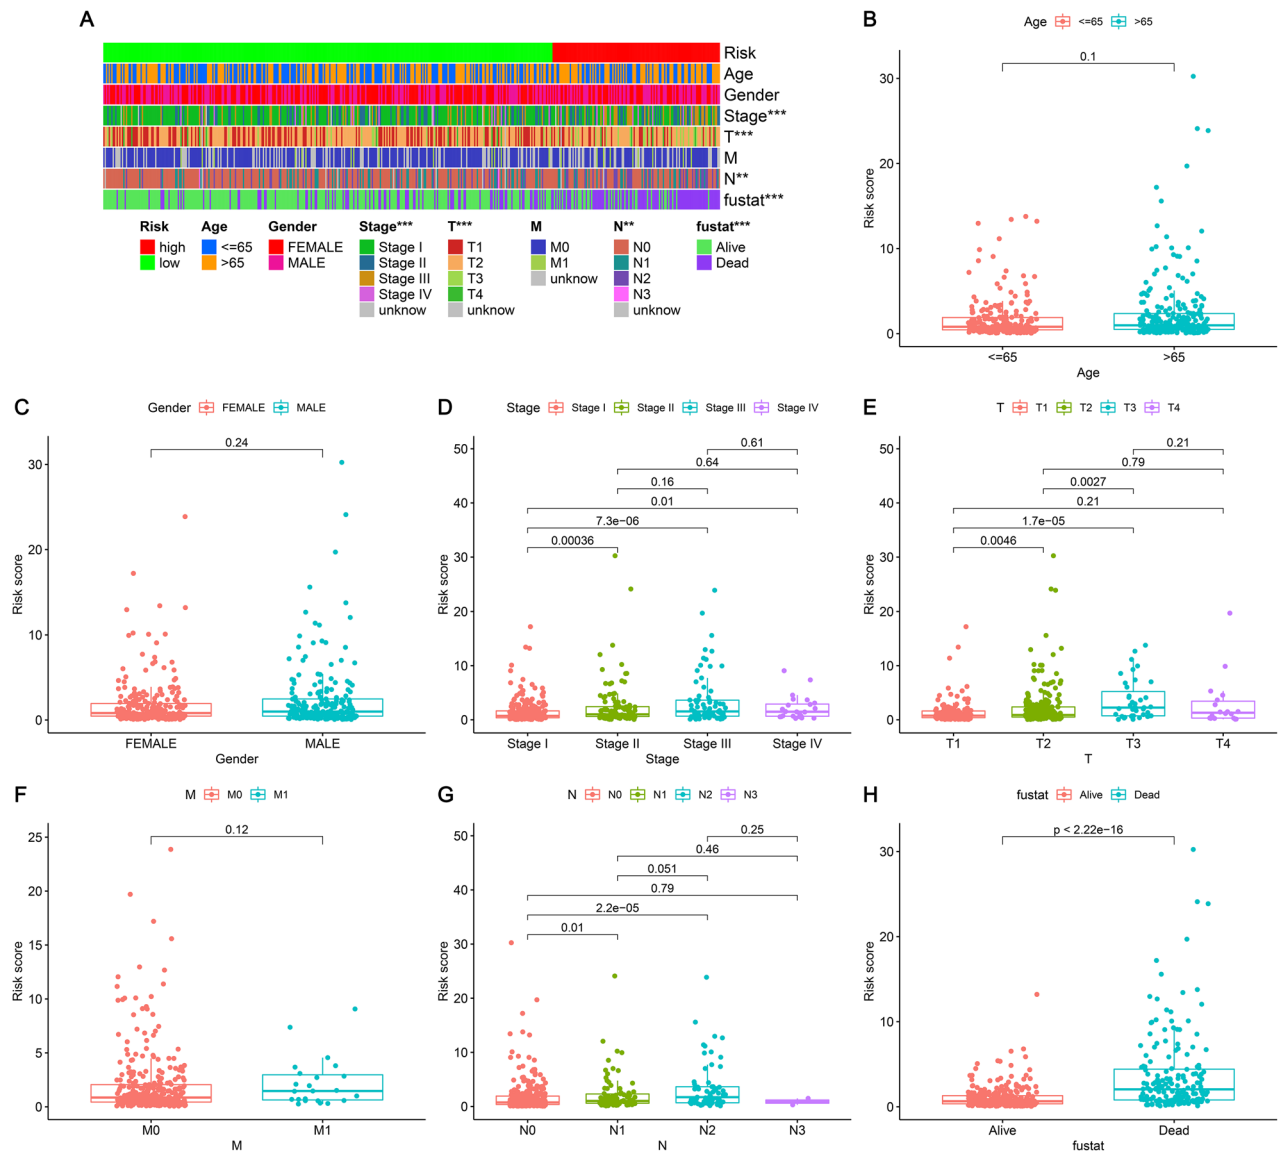 A
Risk
Age
Gender
Stage***
T***
M
N**
fustat***
Risk
high
low
Age
<=65
>65
Gender
FEMALE
MALE
Stage***
Stage I
Stage II
Stage III
Stage IV
unknow
T***
T1
T2
T3
T4
unknow
M
M0
M1
unknow
N**
N0
N1
N2
N3
unknow
fustat***
Alive
Dead
B
Age <=65 >65
0.1
30
20
10
0
Risk score
<=65 >65
Age
C
Gender FEMALE MALE
0.24
30
20
10
0
Risk score
FEMALE MALE
Gender
D
Stage Stage I Stage II Stage III Stage IV
0.61
0.64
0.16
0.01
7.3e−06
0.00036
50
40
30
20
10
0
Risk score
Stage I Stage II Stage III Stage IV
Stage
E
T T1 T2 T3 T4
0.21
0.79
0.0027
0.21
1.7e−05
0.0046
50
40
30
20
10
0
Risk score
T1 T2 T3 T4
T
F
M M0 M1
0.12
25
20
15
10
5
0
Risk score
M0 M1
M
G
N N0 N1 N2 N3
0.25
0.46
0.051
0.79
2.2e−05
0.01
50
40
30
20
10
0
Risk score
N0 N1 N2 N3
N
H
fustat Alive Dead
p < 2.22e−16
30
20
10
0
Risk score
Alive Dead
fustat